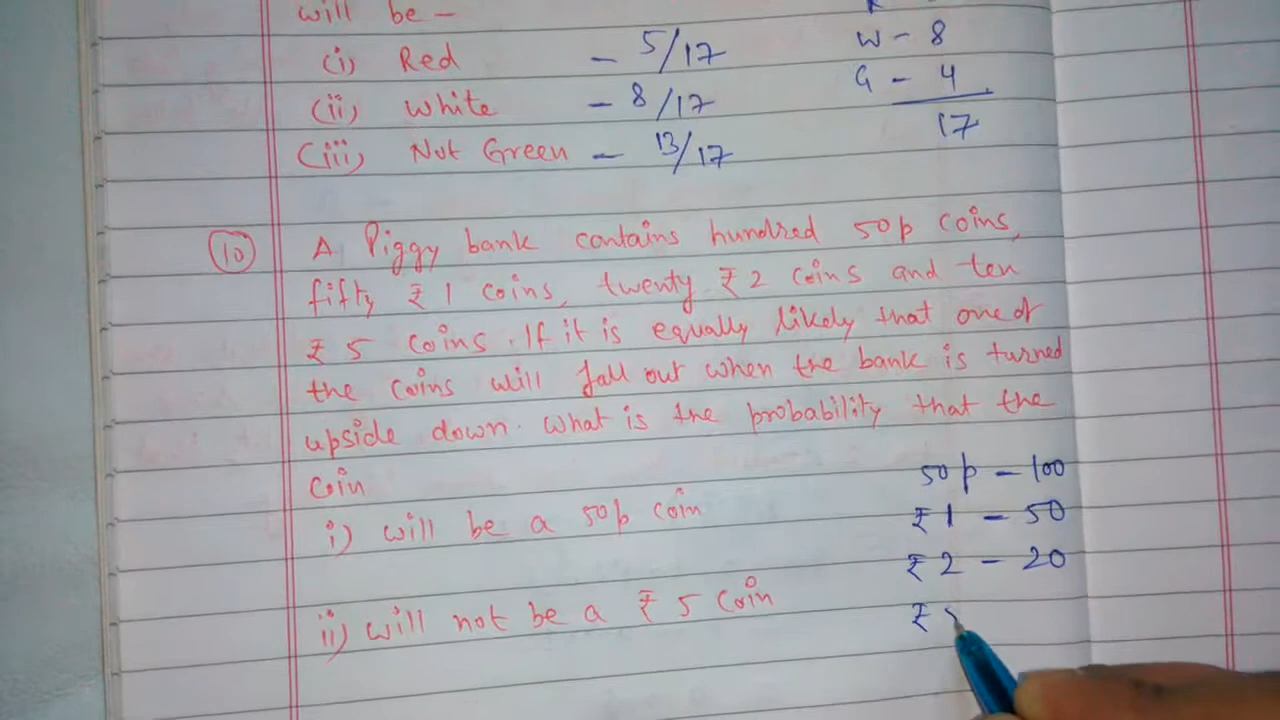 will be -
(i) Red - 5/17
W - 8
(ii) White - 8/17
G - 4
17
(iii) Not Green - 13/17
(10) A Piggy bank contains hundred 50p coins,
fifty ₹ 1 coins, twenty ₹ 2 coins and ten
₹ 5 coins. If it is equally likely that one of
the coins will fall out when the bank is turned
upside down. What is the probability that the
Coin
50 p - 100
i) will be a 50p coin
₹ 1 - 50
₹ 2 - 20
ii) will not be a ₹ 5 Coin
₹